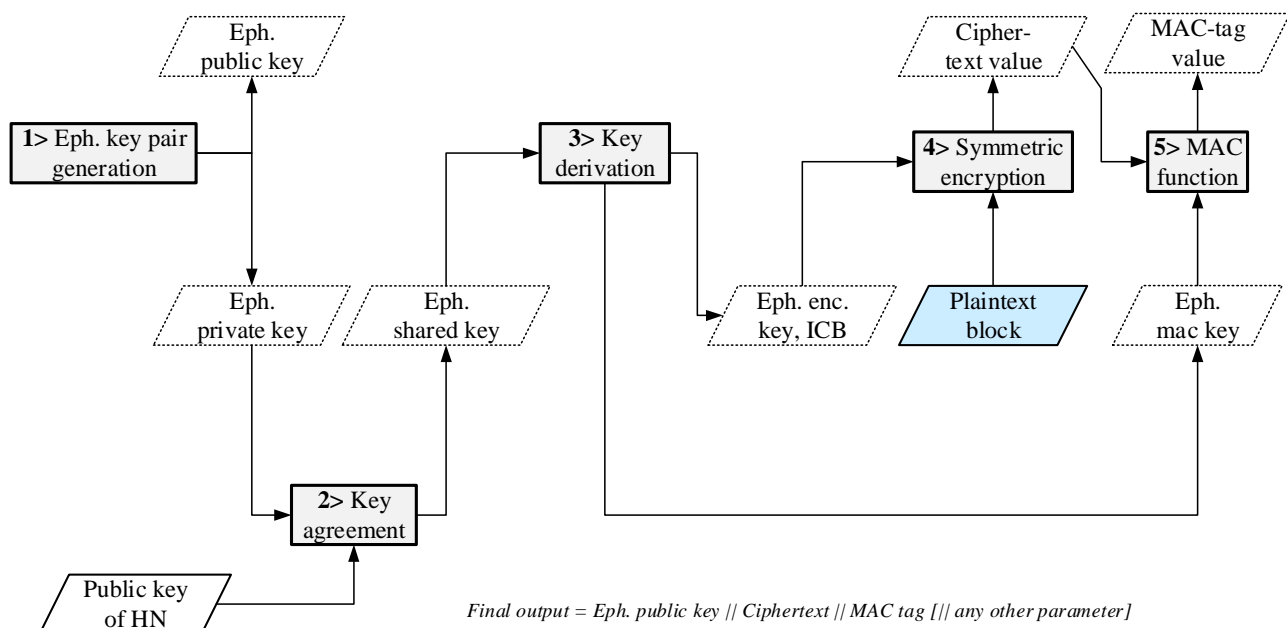 Eph.
public key
Cipher-
text value
MAC-tag
value
1> Eph. key pair
generation
3> Key
derivation
4> Symmetric
encryption
5> MAC
function
Eph.
private key
Eph.
shared key
Eph. enc.
key, ICB
Plaintext
block
Eph.
mac key
2> Key
agreement
Public key
of HN
Final output = Eph. public key || Ciphertext || MAC tag [|| any other parameter]